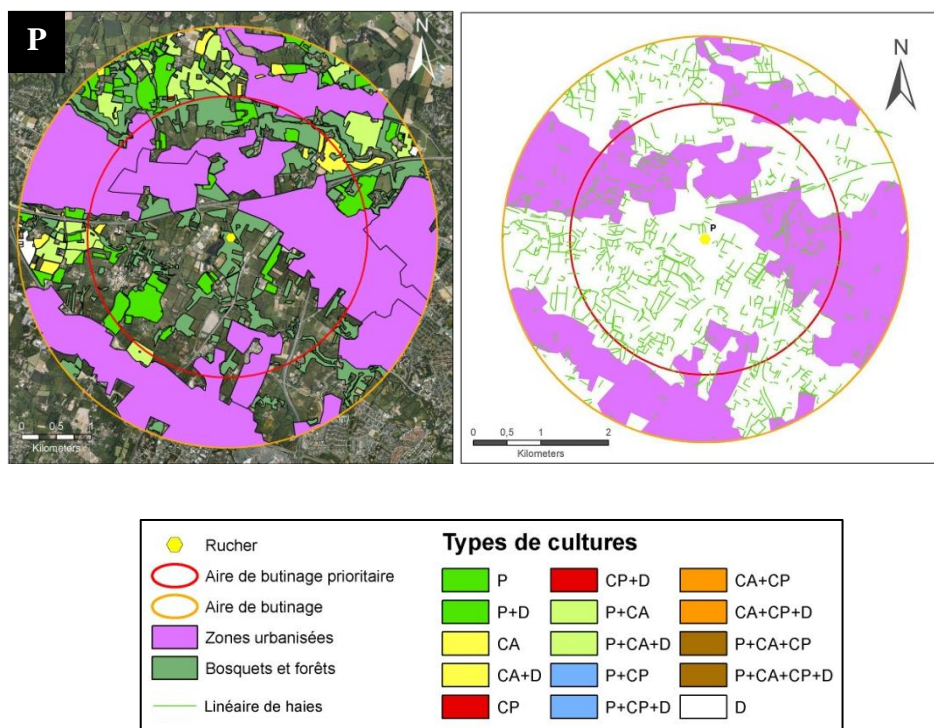 P
N
0 0,5 1
Kilometers
N
P
0 0,5 1 2
Kilometers
Rucher
Aire de butinage prioritaire
Aire de butinage
Zones urbanisées
Bosquets et forêts
Linéaire de haies
Types de cultures
P
P+D
CA
CA+D
CP
CP+D
P+CA
P+CA+D
P+CP
P+CP+D
CA+CP
CA+CP+D
P+CA+CP
P+CA+CP+D
D